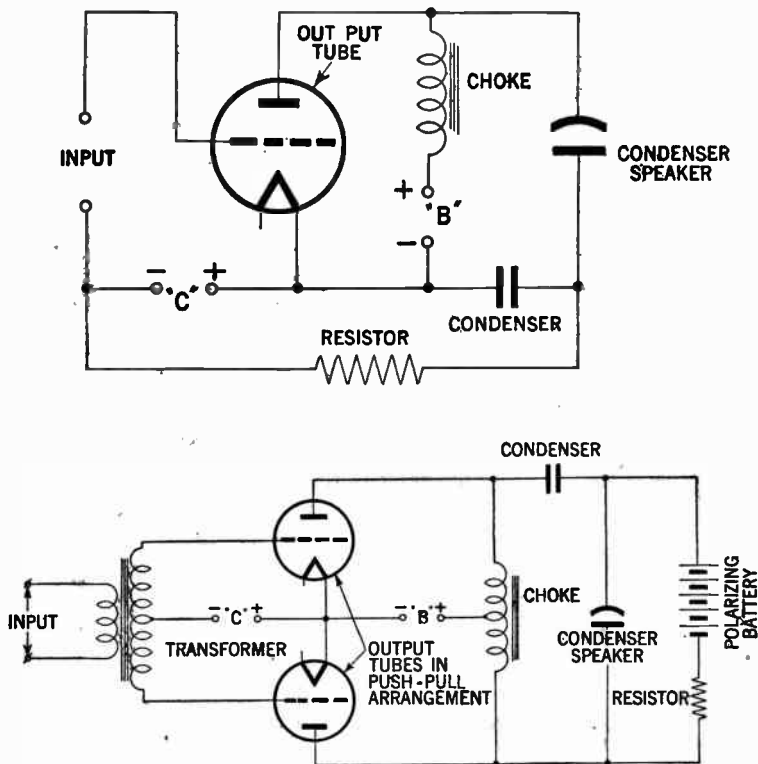 OUT PUT
TUBE
CHOKE
INPUT
CONDENSER
SPEAKER
+
"B"
-
- "C" +
CONDENSER
RESISTOR
CONDENSER
INPUT
- "C" +
- "B" +
TRANSFORMER
OUTPUT
TUBES IN
PUSH-PULL
ARRANGEMENT
CHOKE
CONDENSER
SPEAKER
POLARIZING
BATTERY
RESISTOR